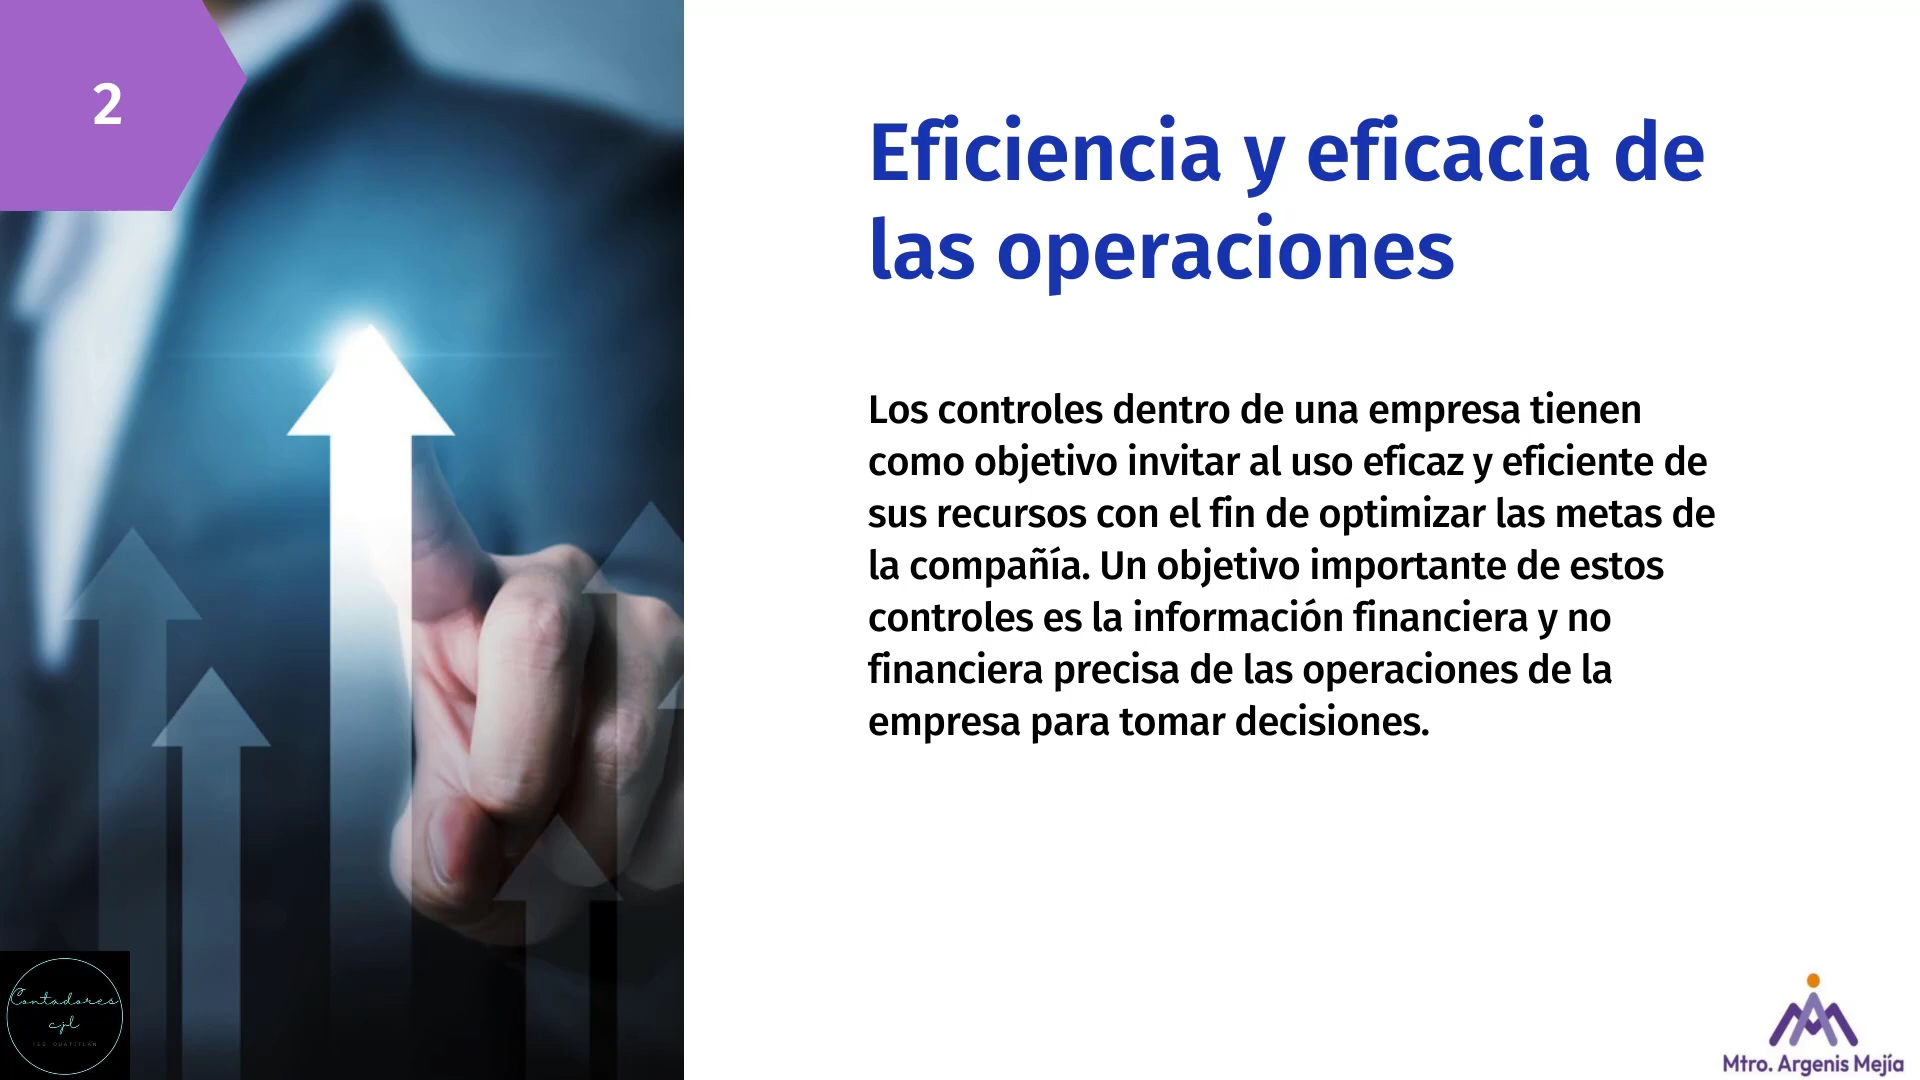 2
Eficiencia y eficacia de
las operaciones
Los controles dentro de una empresa tienen
como objetivo invitar al uso eficaz y eficiente de
sus recursos con el fin de optimizar las metas de
la compañía. Un objetivo importante de estos
controles es la información financiera y no
financiera precisa de las operaciones de la
empresa para tomar decisiones.
Contadores
cjl
Mtro. Argenis Mejía